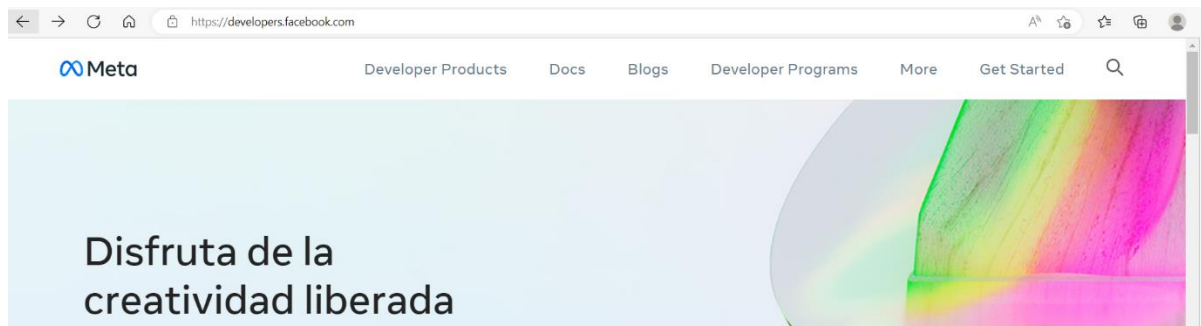 https://developers.facebook.com
Meta
Developer Products Docs Blogs Developer Programs More Get Started
Disfruta de la
creatividad liberada